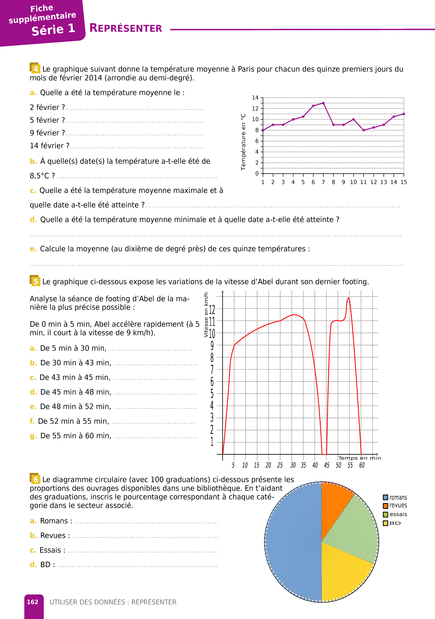 Fiche
supplémentaire
Série 1
REPRÉSENTER
4 Le graphique suivant donne la température moyenne à Paris pour chacun des quinze premiers jours du
mois de février 2014 (arrondie au demi-degré).
a. Quelle a été la température moyenne le :
2 février ?
5 février ?
9 février ?
14 février ?
b. À quelle(s) date(s) la température a-t-elle été de
8,5°C ?
c. Quelle a été la température moyenne maximale et à
quelle date a-t-elle été atteinte ?
Température en °C
14
12
10
8
6
4
2
0
1 2 3 4 5 6 7 8 9 10 11 12 13 14 15
d. Quelle a été la température moyenne minimale et à quelle date a-t-elle été atteinte ?
e. Calcule la moyenne (au dixième de degré près) de ces quinze températures :
5 Le graphique ci-dessous expose les variations de la vitesse d'Abel durant son dernier footing.
Analyse la séance de footing d'Abel de la ma-
nière la plus précise possible :
De 0 min à 5 min, Abel accélère rapidement (à 5
min, il court à la vitesse de 9 km/h).
a. De 5 min à 30 min,
b. De 30 min à 43 min,
c. De 43 min à 45 min,
d. De 45 min à 48 min,
e. De 48 min à 52 min,
f. De 52 min à 55 min,
g. De 55 min à 60 min,
Vitesse en km/h
12
11
10
9
8
7
6
5
4
3
2
1
Temps en min
5 10 15 20 25 30 35 40 45 50 55 60
6 Le diagramme circulaire (avec 100 graduations) ci-dessous présente les
proportions des ouvrages disponibles dans une bibliothèque. En t'aidant
des graduations, inscris le pourcentage correspondant à chaque caté-
gorie dans le secteur associé.
a. Romans :
b. Revues :
c. Essais :
d. BD :
romans
revues
essais
BD
162 UTILISER DES DONNÉES : REPRÉSENTER